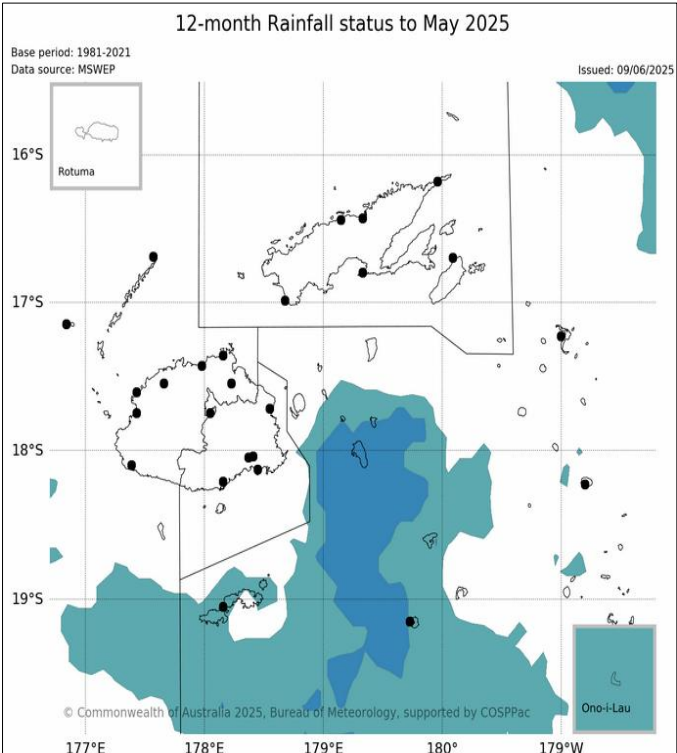 12-month Rainfall status to May 2025
Base period: 1981-2021
Data source: MSWEP
Issued: 09/06/2025
Rotuma
16°S
17°S
18°S
19°S
Ono-i-Lau
© Commonwealth of Australia 2025, Bureau of Meteorology, supported by COSPPac
177°E
178°E
179°E
180°
179°W